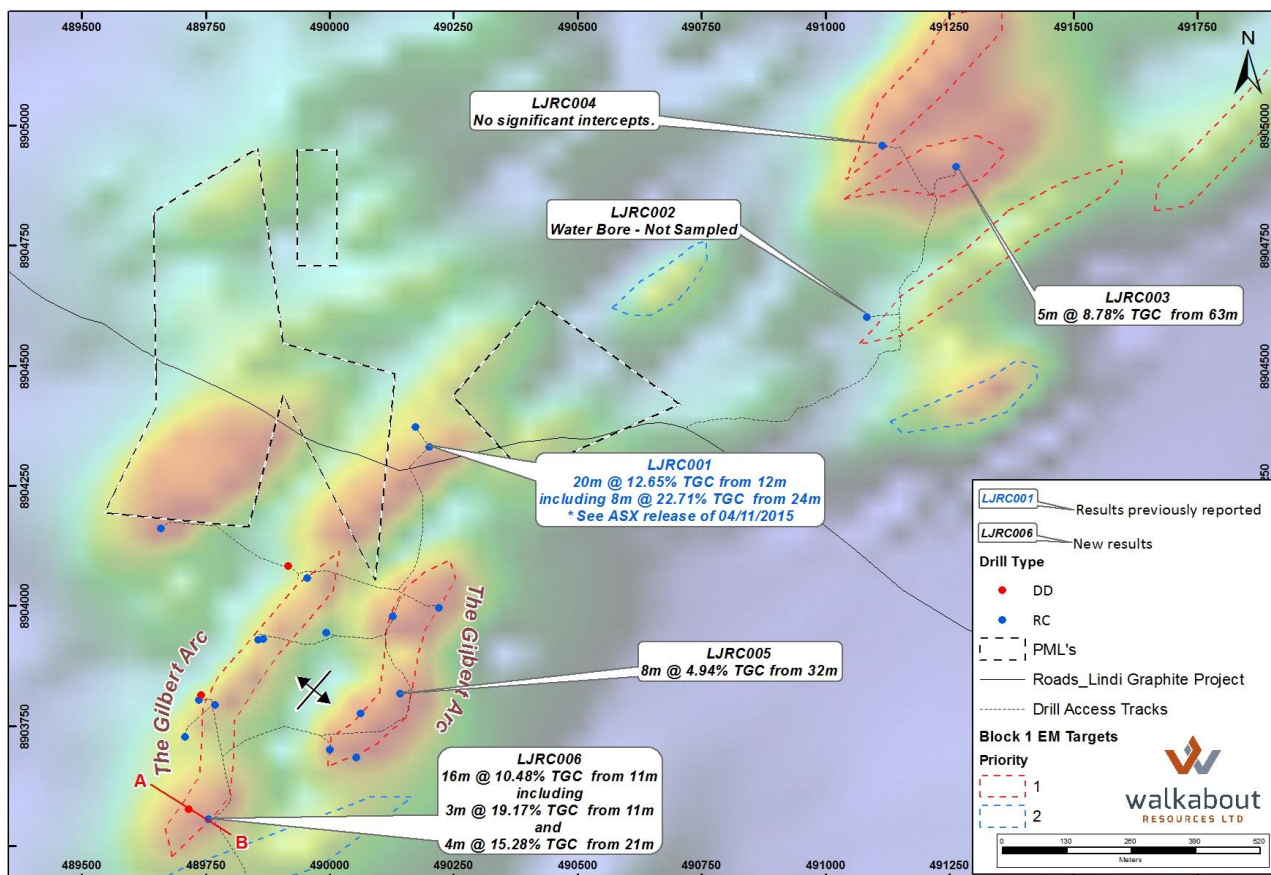 489500 489750 490000 490250 490500 490750 491000 491250 491500 491750
N
8905000
8905000
LJRC004
No significant intercepts.
LJRC002
Water Bore - Not Sampled
8904750
8904750
LJRC003
5m @ 8.78% TGC from 63m
8904500
8904500
LJRC001
20m @ 12.65% TGC from 12m
including 8m @ 22.71% TGC from 24m
* See ASX release of 04/11/2015
8904250
250
8904000
The Gilbert Arc
The Gilbert Arc
LJRC005
8m @ 4.94% TGC from 32m
8903750
LJRC006
16m @ 10.48% TGC from 11m
including
3m @ 19.17% TGC from 11m
and
4m @ 15.28% TGC from 21m
A
B
LJRC001
Results previously reported
LJRC006
New results
Drill Type
DD
RC
PML's
Roads_Lindi Graphite Project
Drill Access Tracks
Block 1 EM Targets
Priority
1
2
walkabout
RESOURCES LTD
0 130 260 390 520
Meters
489500 489750 490000 490250 490500 490750 491000 491250